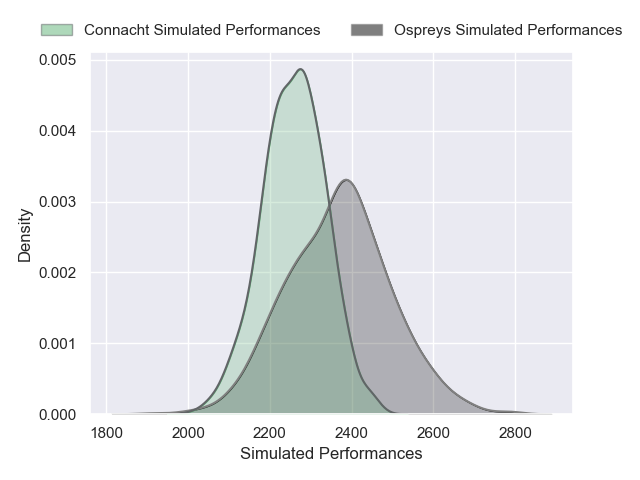 Connacht Simulated Performances Ospreys Simulated Performances
0.005
0.004
0.003
0.002
0.001
0.000
Density
1800 2000 2200 2400 2600 2800
Simulated Performances